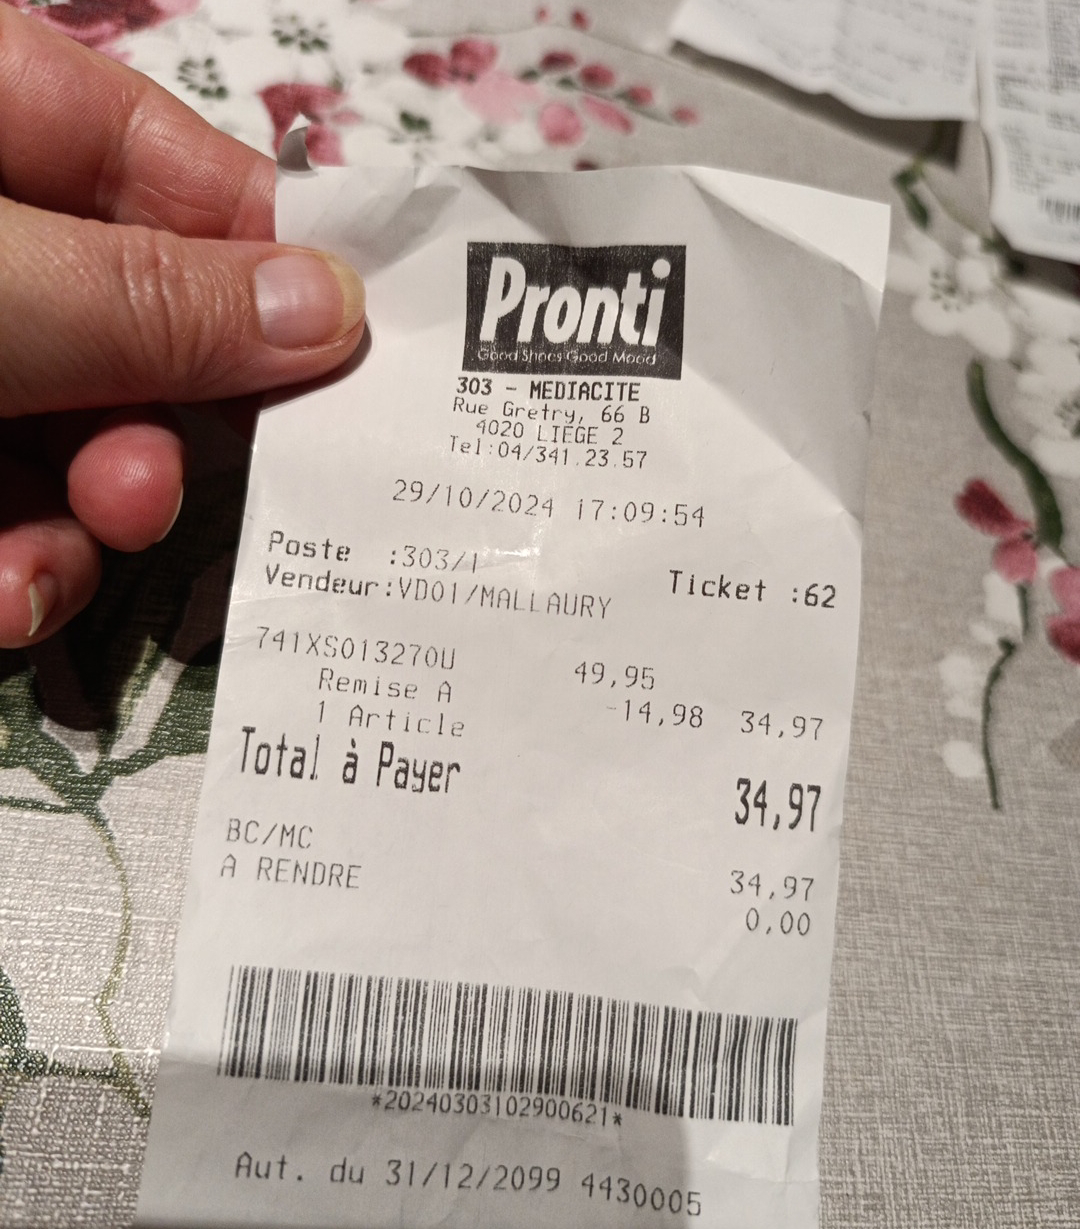 Pronti
Good Shoes Good Mood
303 - MEDIACITE
Rue Gretry, 66 B
4020 LIEGE 2
Tel:04/341.23.57
29/10/2024 17:09:54
Poste :303/1
Ticket :62
Vendeur:VD01/MALLAURY
741XS013270U 49,95
Remise A -14,98 34,97
1 Article
Total à Payer 34,97
BC/MC 34,97
A RENDRE 0,00
*20240303102900621*
Aut. du 31/12/2099 4430005